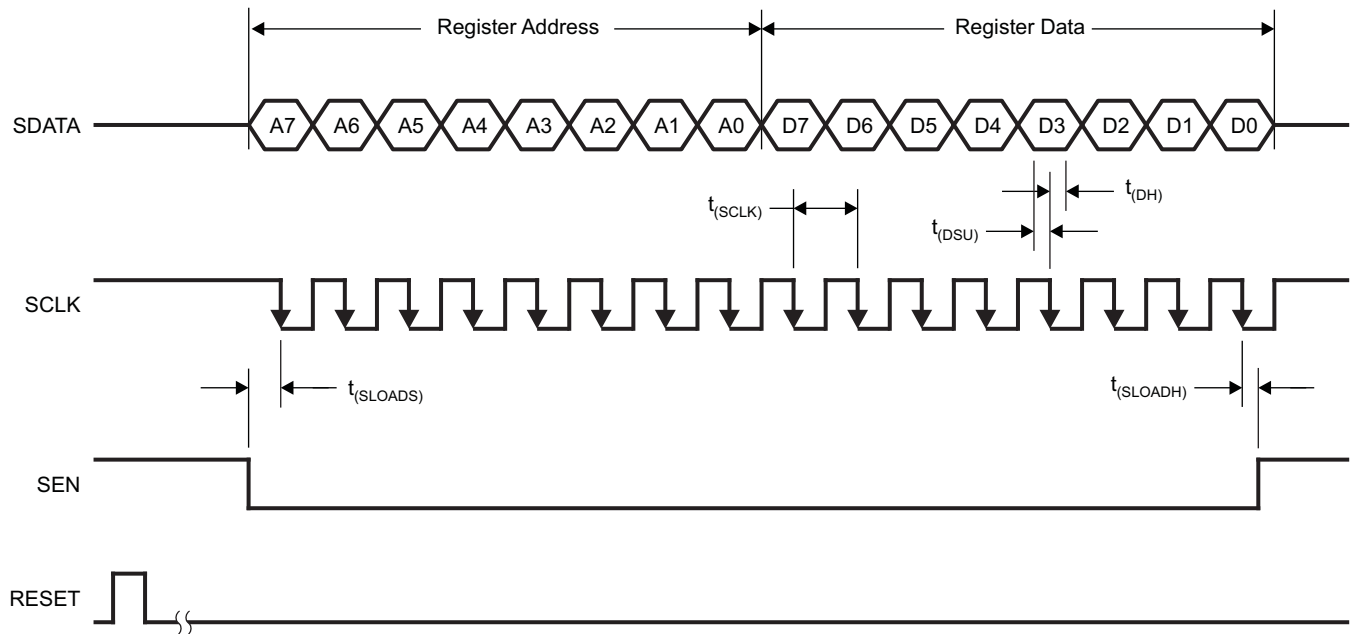 Register Address
Register Data
SDATA
A7 A6 A5 A4 A3 A2 A1 A0 D7 D6 D5 D4 D3 D2 D1 D0
t(SCLK)
t(DH)
t(DSU)
SCLK
t(SLOADS)
t(SLOADH)
SEN
RESET